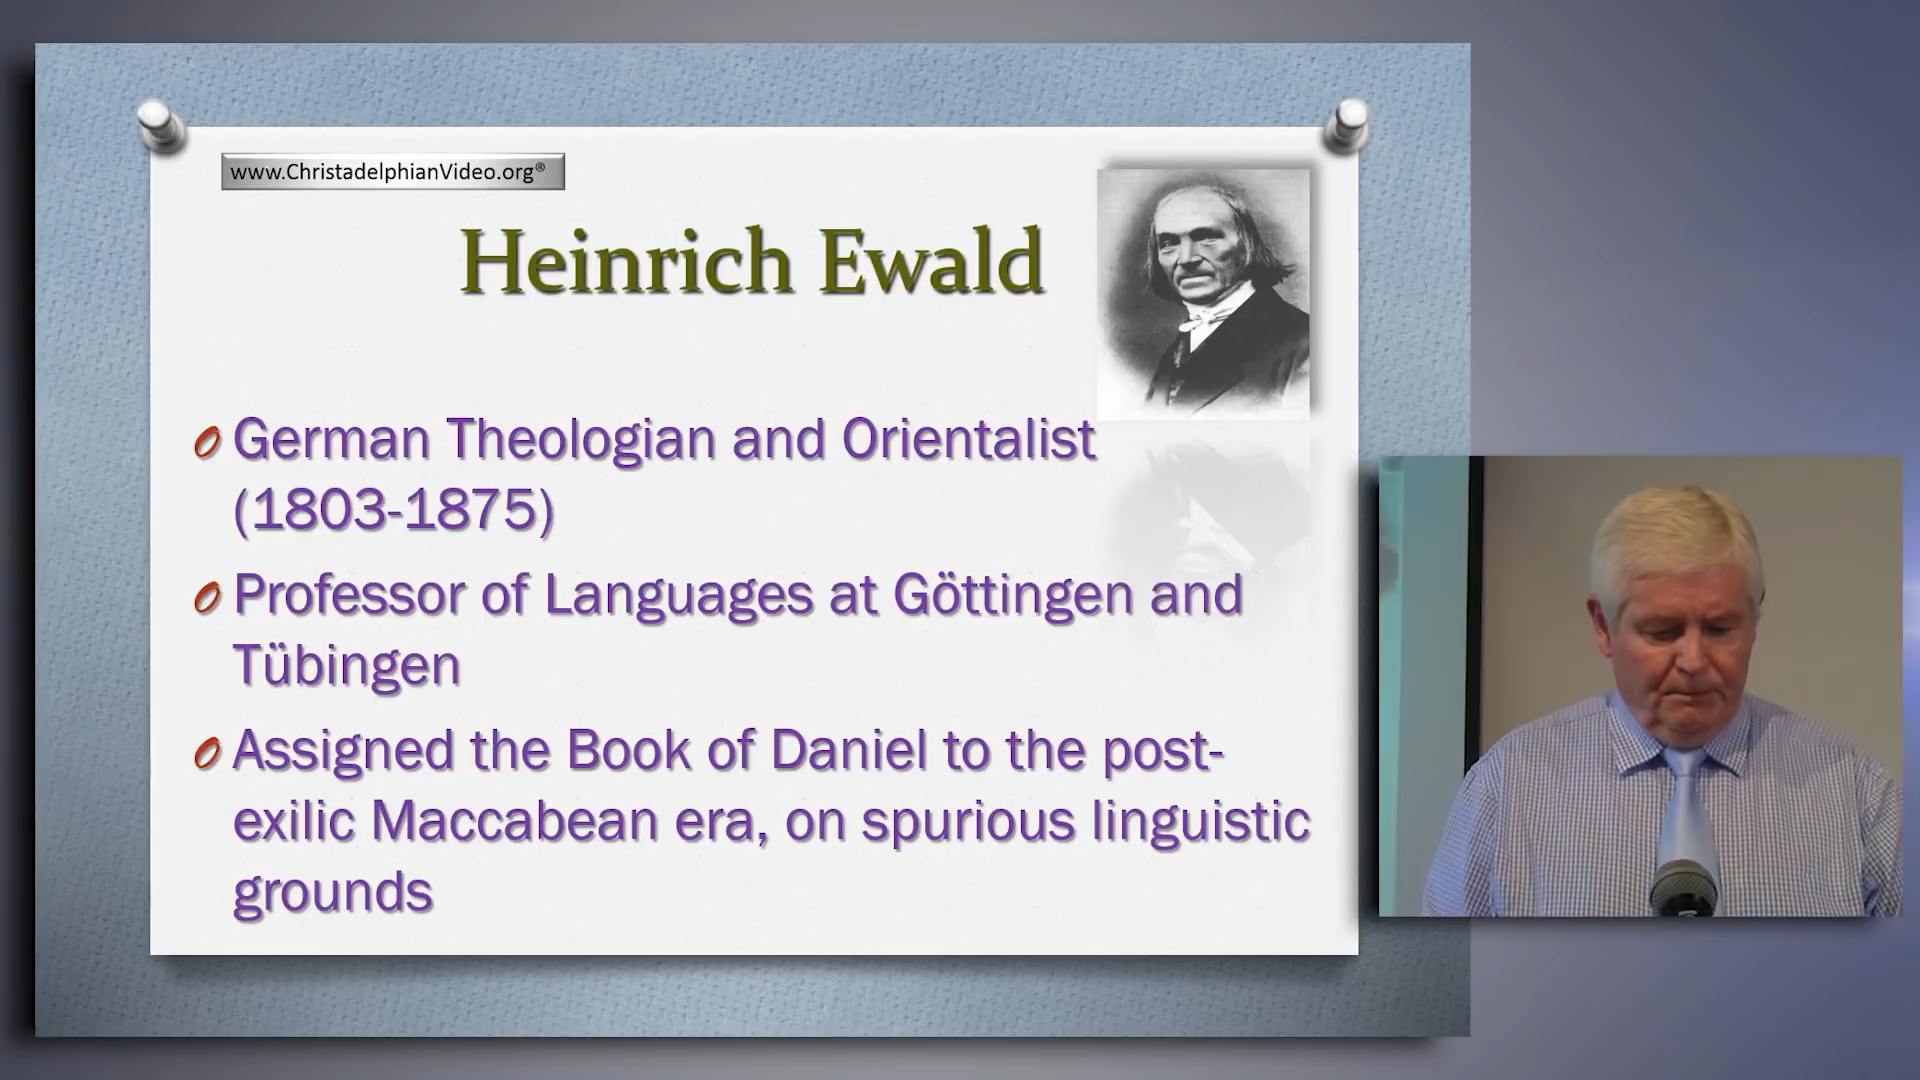 www.ChristadelphianVideo.org®
Heinrich Ewald
German Theologian and Orientalist
(1803-1875)
Professor of Languages at Göttingen and
Tübingen
Assigned the Book of Daniel to the post-
exilic Maccabean era, on spurious linguistic
grounds